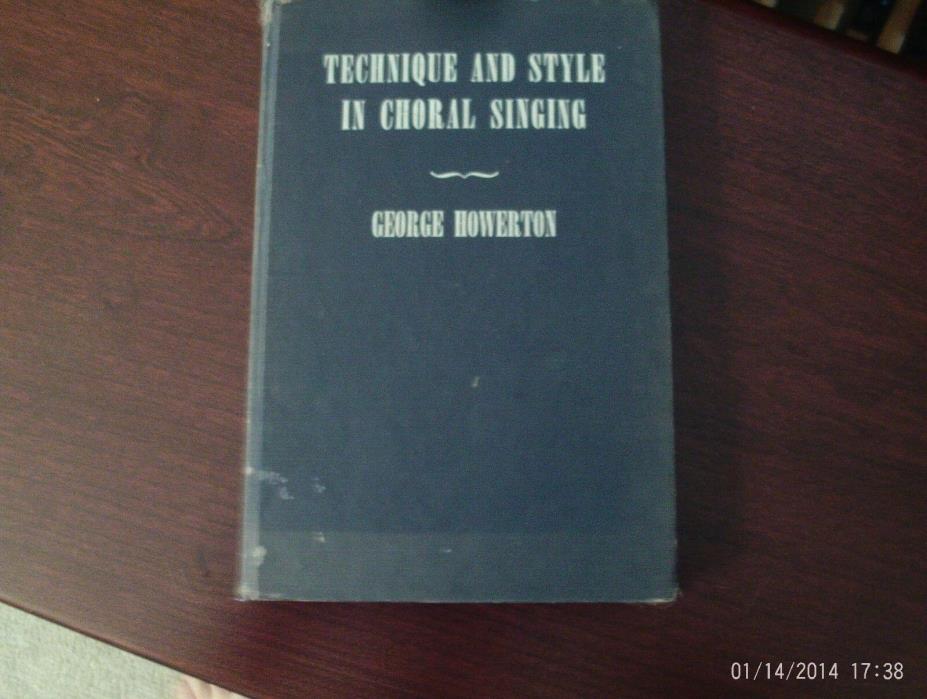 TECHNIQUE AND STYLE
IN CHORAL SINGING
GEORGE HOWERTON
01/14/2014 17:38